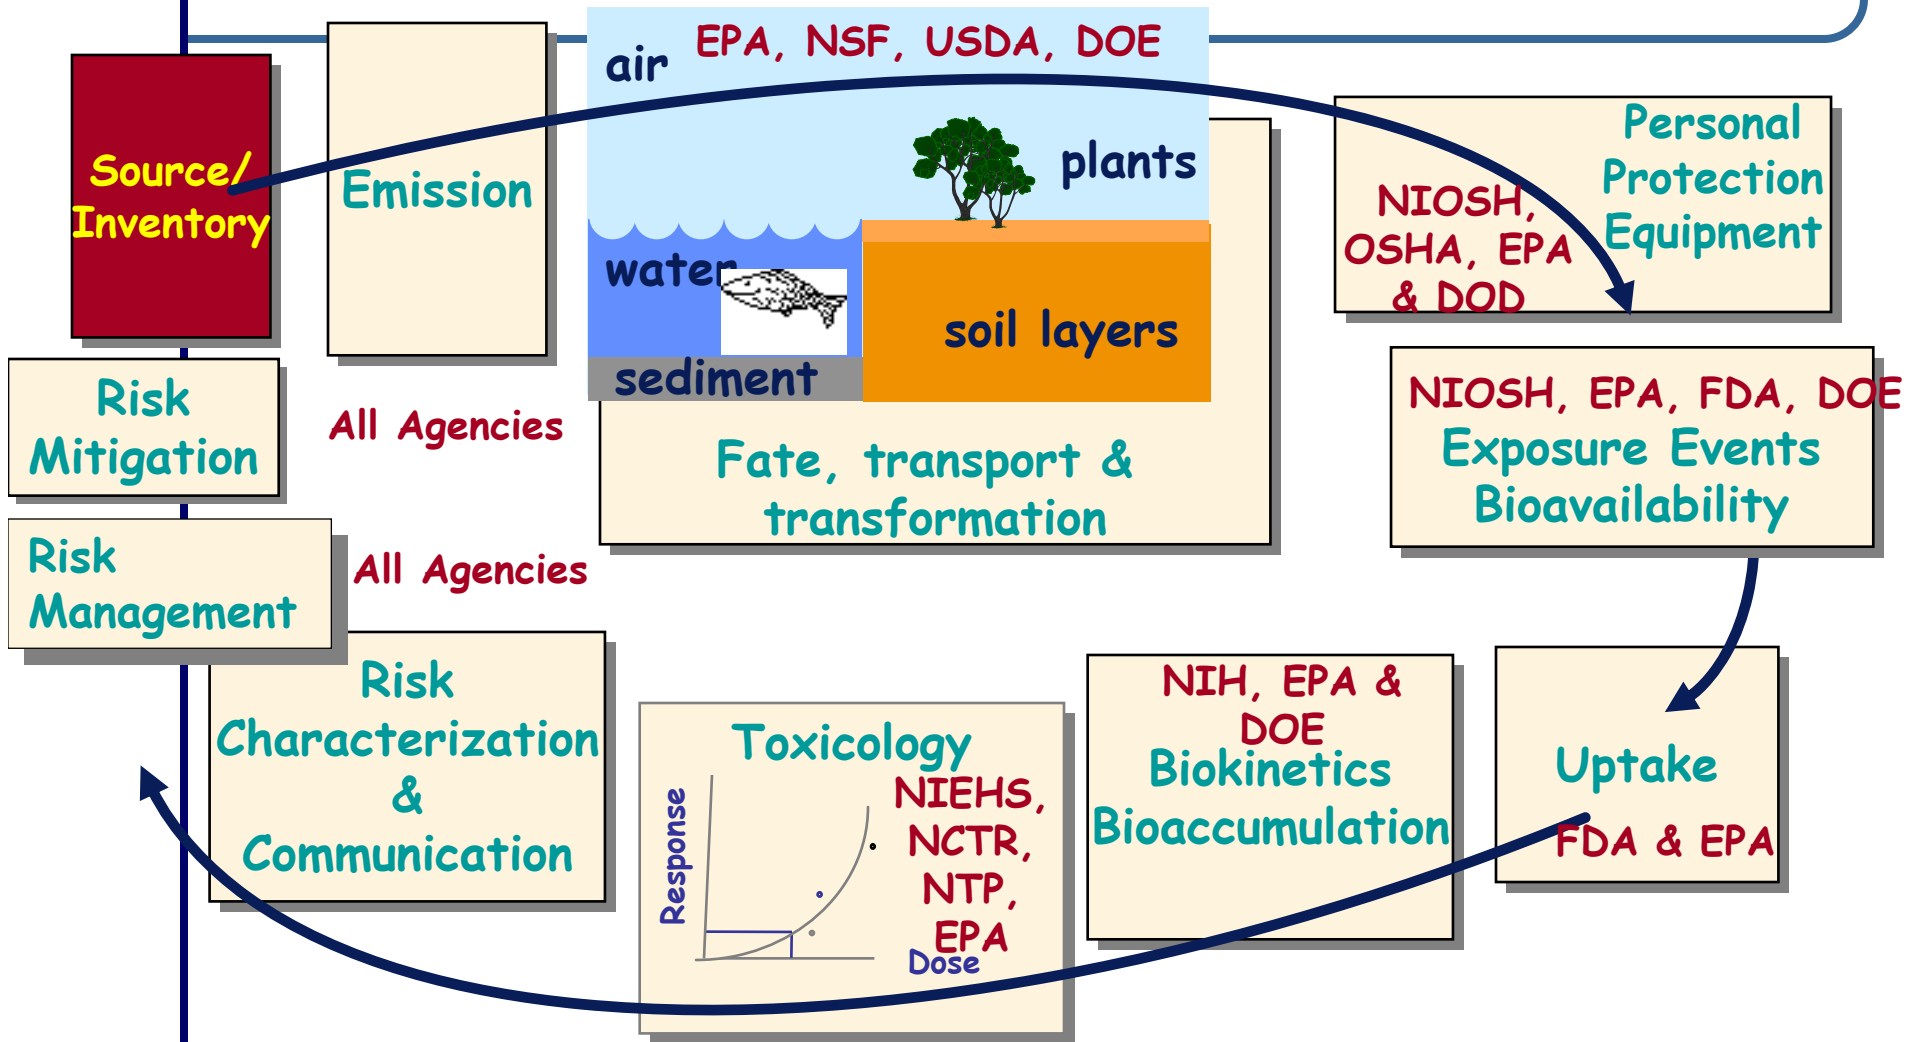 Source/
Inventory
Emission
air
EPA, NSF, USDA, DOE
plants
water
soil layers
sediment
Fate, transport &
transformation
Personal
Protection
Equipment
NIOSH,
OSHA, EPA
& DOD
NIOSH, EPA, FDA, DOE
Exposure Events
Bioavailability
Risk
Mitigation
All Agencies
Risk
Management
All Agencies
Risk
Characterization
&
Communication
Toxicology
Response
NIEHS,
NCTR,
NTP,
EPA
Dose
NIH, EPA &
DOE
Biokinetics
Bioaccumulation
Uptake
FDA & EPA